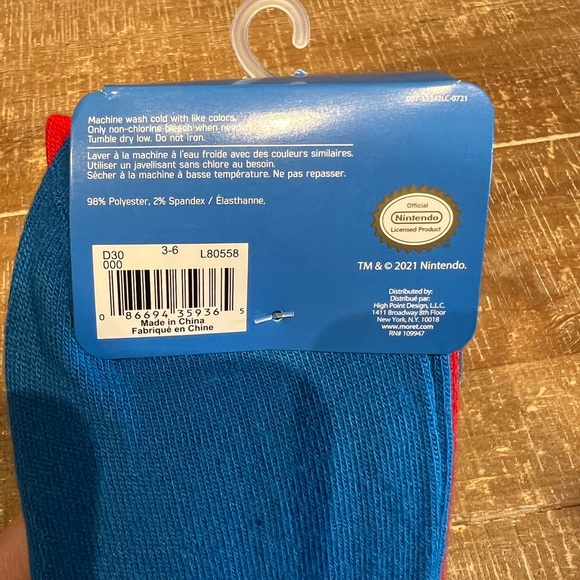 007-13342LC-0721
Machine wash cold with like colors.
Only non-chlorine bleach when needed
Tumble dry low. Do not iron.
Laver à la machine à l'eau froide avec des couleurs similaires.
Utiliser un javellisant sans chlore au besoin.
Sécher à la machine à basse température. Ne pas repasser.
98% Polyester, 2% Spandex / Élasthanne,
Official
Nintendo
Licensed Product
TM & © 2021 Nintendo.
D30 3-6 L80558
000
0 86694 35936 5
Made in China
Fabriqué en Chine
Distributed by:
Distribué par:
High Point Design, L.L.C.
1411 Broadway 8th Floor
New York, N.Y. 10018
www.moret.com
RN# 109947